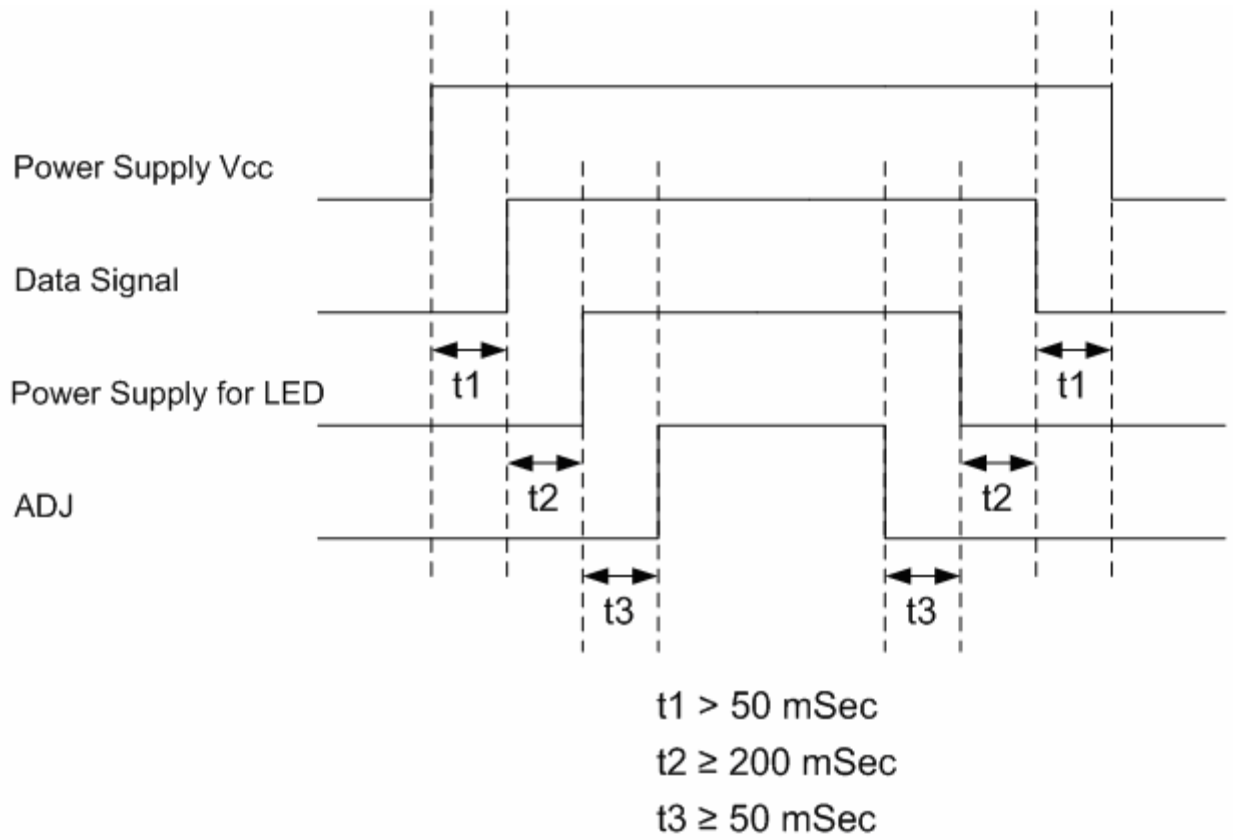 Power Supply Vcc
Data Signal
t1
t1
Power Supply for LED
t2
t2
ADJ
t3
t3
t1 > 50 mSec
t2 ≥ 200 mSec
t3 ≥ 50 mSec